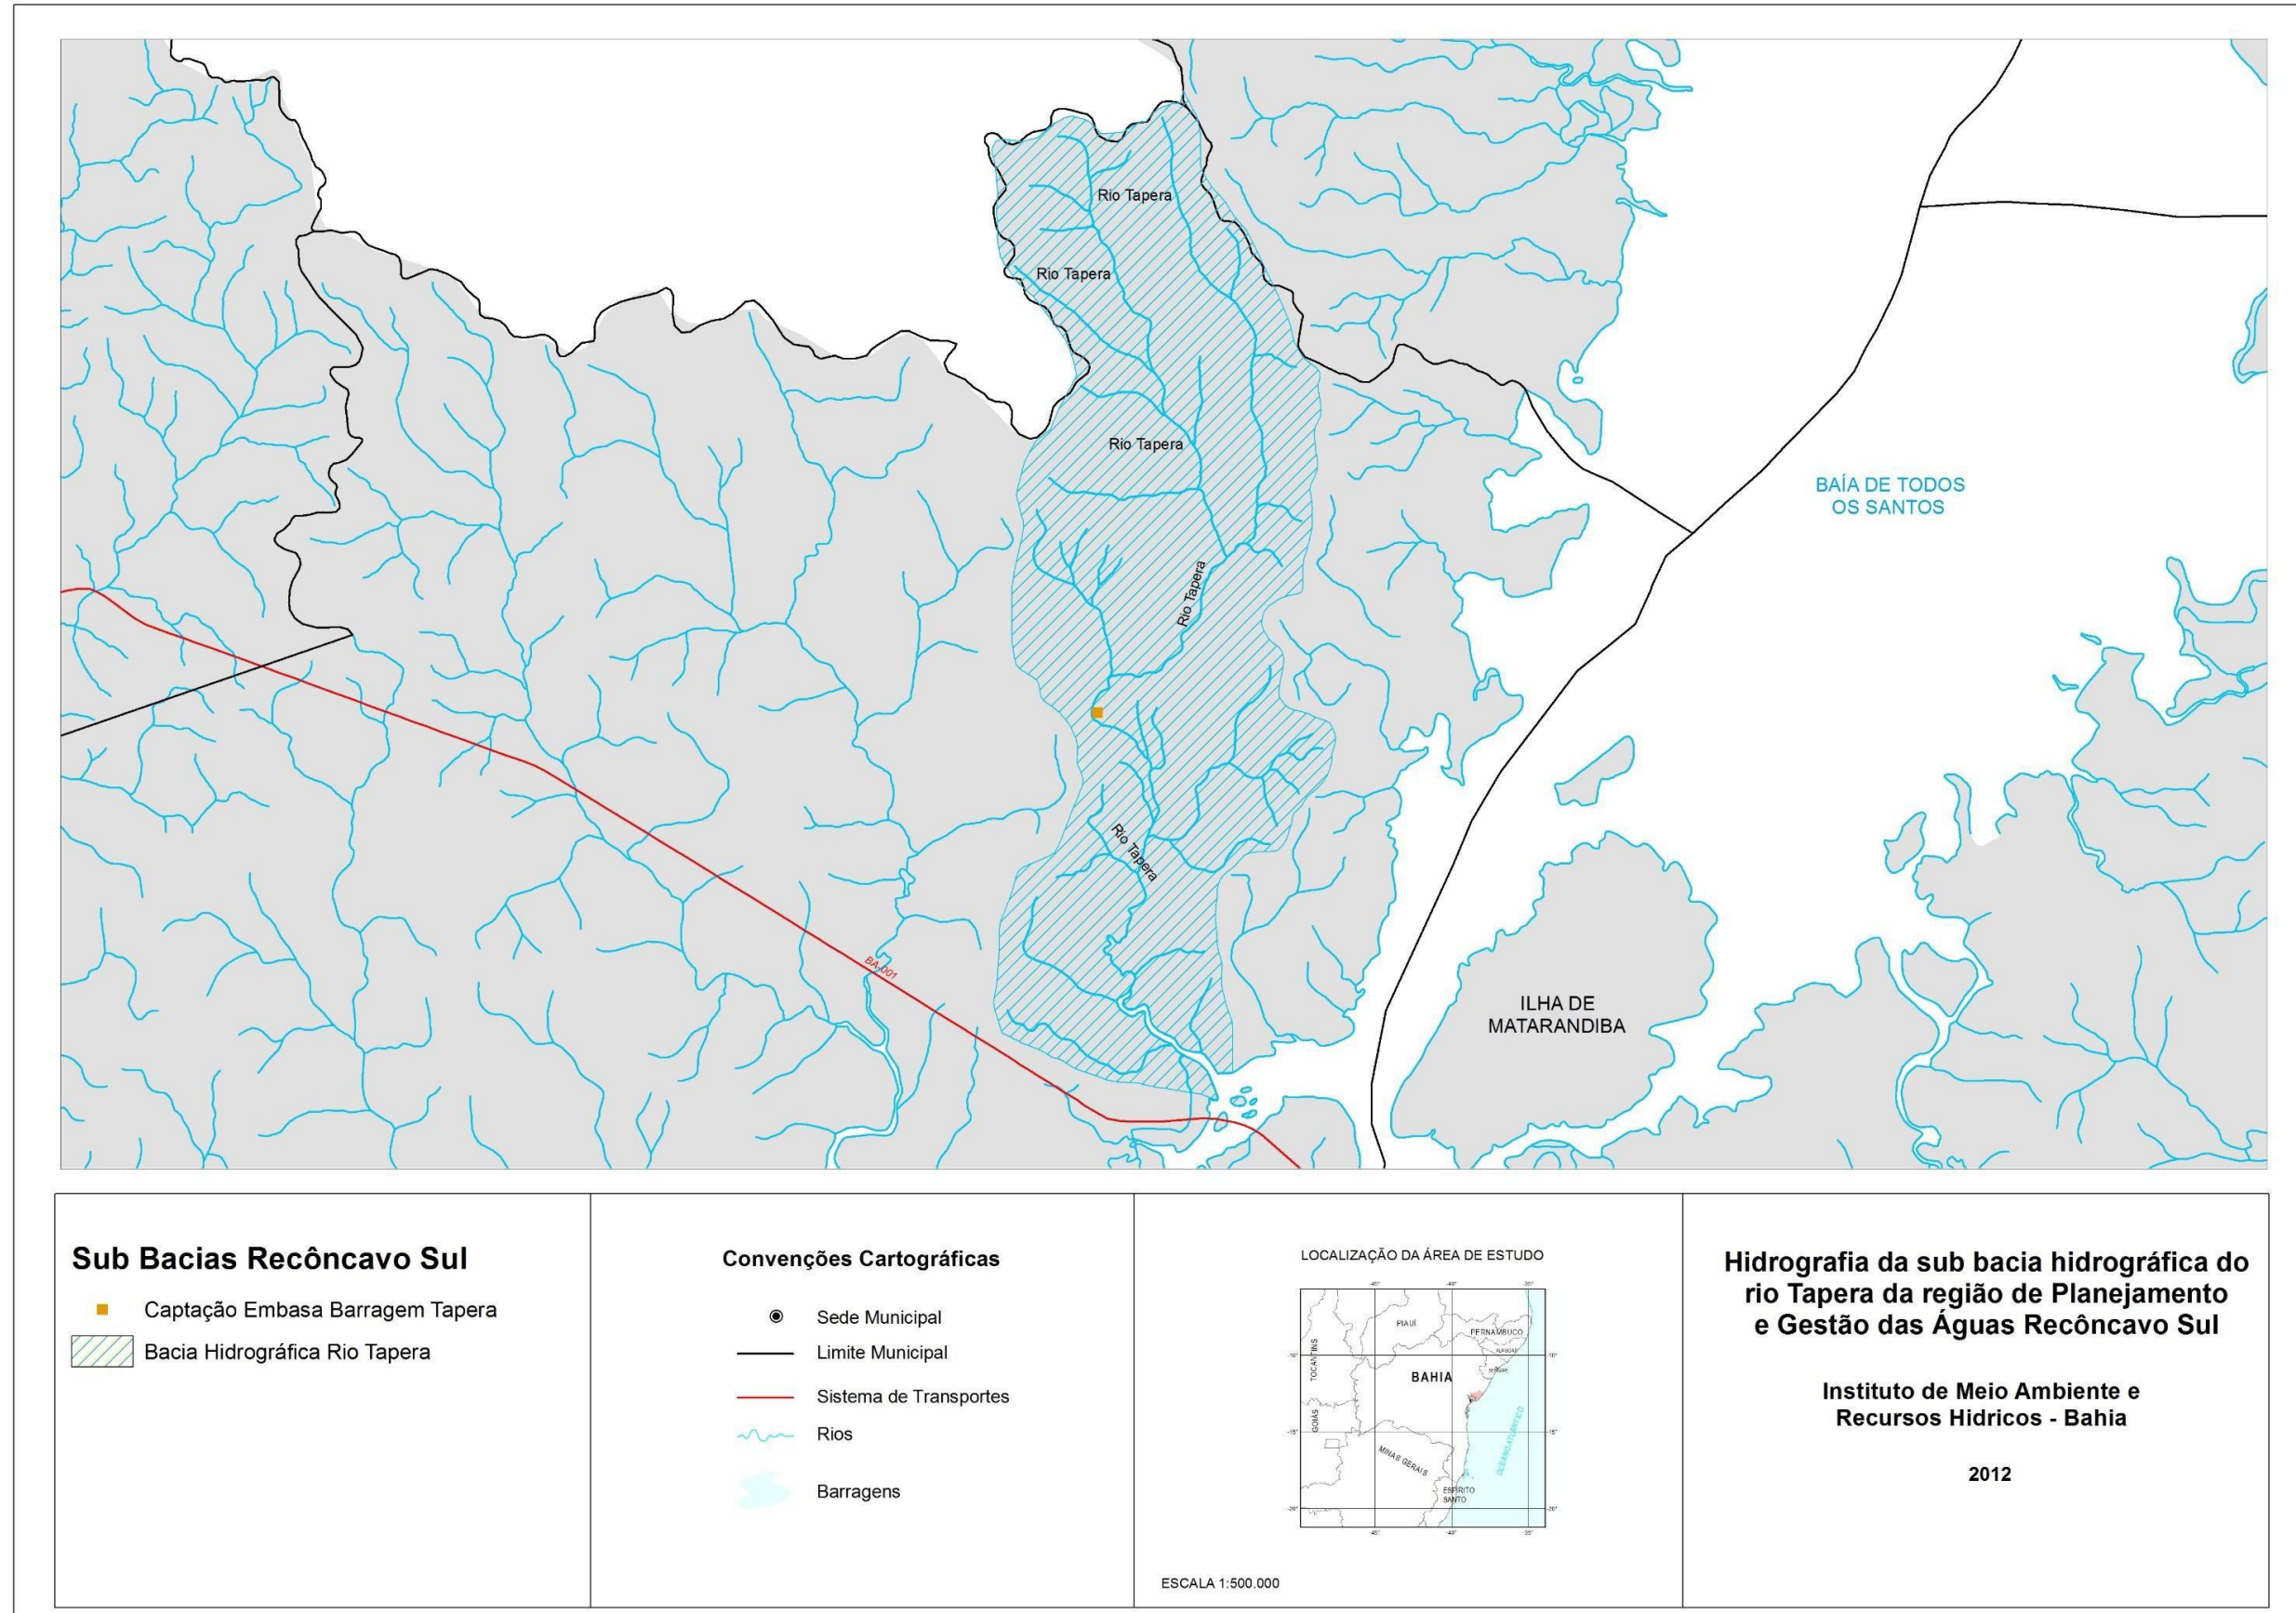 Rio Tapera
Rio Tapera
Rio Tapera
Rio Tapera
Rio Tapera
BAÍA DE TODOS
OS SANTOS
BA-001
ILHA DE
MATARANDIBA
Sub Bacias Recôncavo Sul
Captação Embasa Barragem Tapera
Bacia Hidrográfica Rio Tapera
Convenções Cartográficas
Sede Municipal
Limite Municipal
Sistema de Transportes
Rios
Barragens
LOCALIZAÇÃO DA ÁREA DE ESTUDO
PIAUÍ
PERNAMBUCO
TOCANTINS
BAHIA
GOIÁS
MINAS GERAIS
ESPIRITO
SANTO
OCEANO ATLÂNTICO
ESCALA 1:500.000
Hidrografia da sub bacia hidrográfica do
rio Tapera da região de Planejamento
e Gestão das Águas Recôncavo Sul
Instituto de Meio Ambiente e
Recursos Hidricos - Bahia
2012